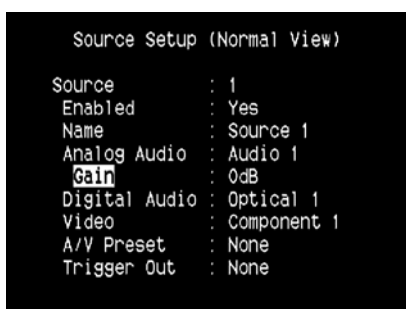 Source Setup (Normal View)
Source : 1
Enabled : Yes
Name : Source 1
Analog Audio : Audio 1
Gain : 0dB
Digital Audio : Optical 1
Video : Component 1
A/V Preset : None
Trigger Out : None